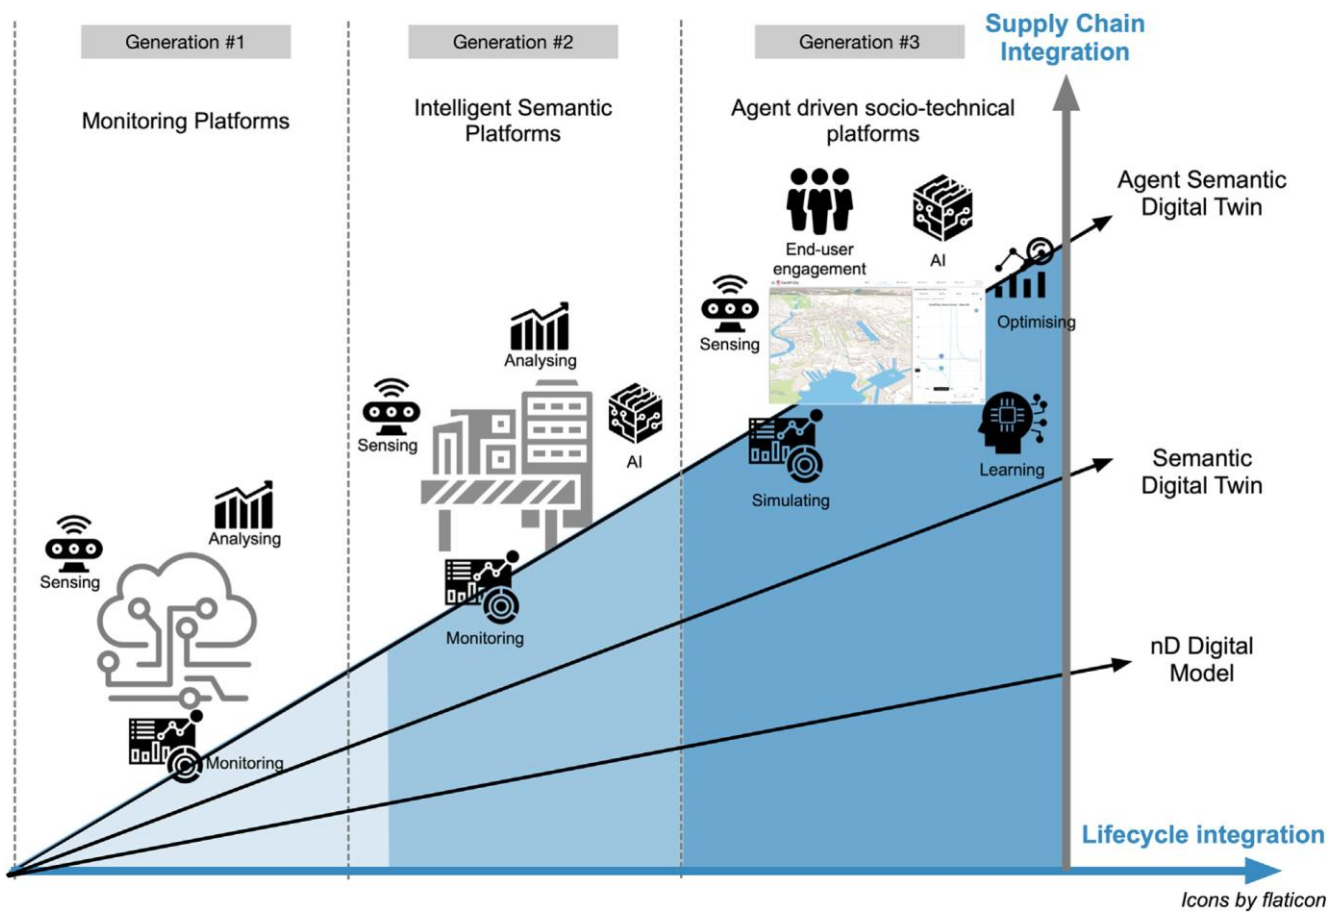 Generation #1
Generation #2
Generation #3
Supply Chain
Integration
Monitoring Platforms
Intelligent Semantic
Platforms
Agent driven socio-technical
platforms
Agent Semantic
Digital Twin
End-user
engagement
AI
Sensing
Optimising
Analysing
Sensing
AI
Simulating
Learning
Semantic
Digital Twin
Analysing
Sensing
Monitoring
nD Digital
Model
Monitoring
Lifecycle integration
Icons by flaticon